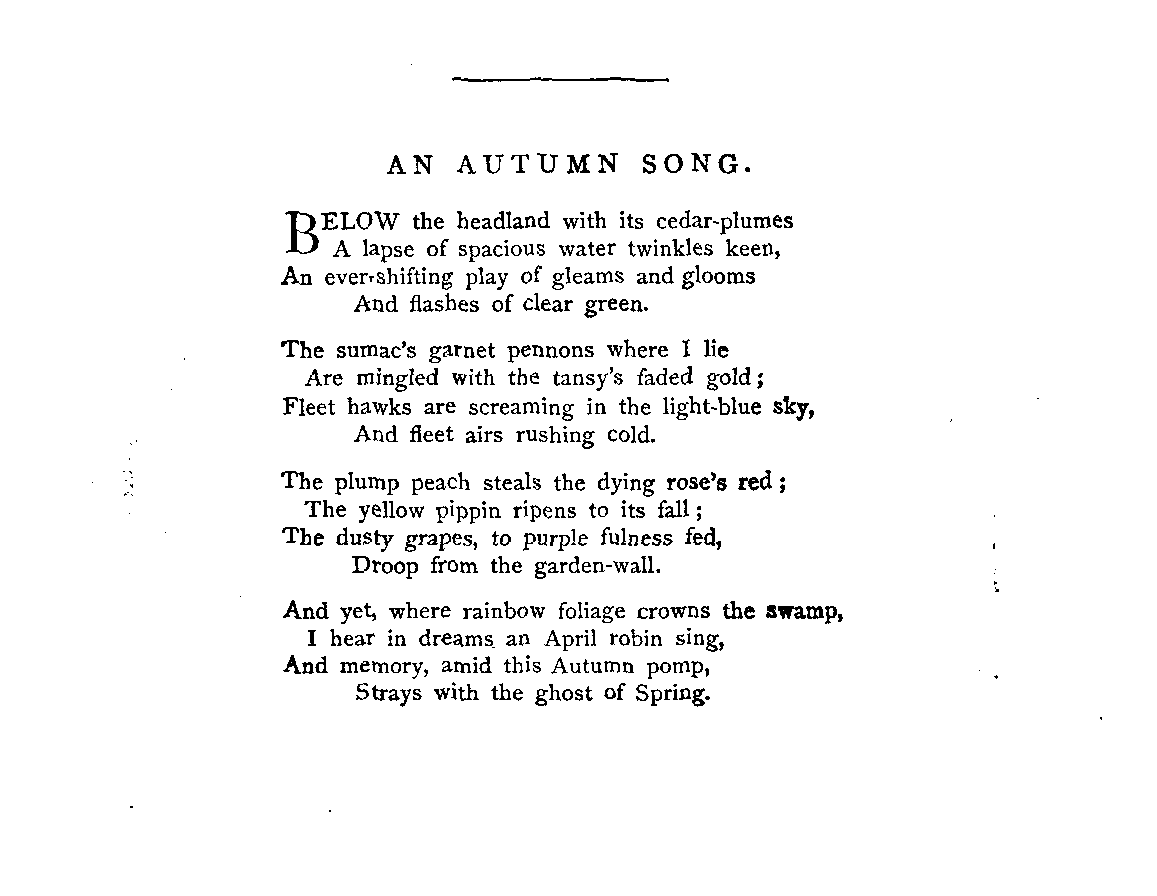 AN AUTUMN SONG.
BELOW the headland with its cedar-plumes
A lapse of spacious water twinkles keen,
An ever-shifting play of gleams and glooms
And flashes of clear green.
The sumac's garnet pennons where I lie
Are mingled with the tansy's faded gold;
Fleet hawks are screaming in the light-blue sky,
And fleet airs rushing cold.
The plump peach steals the dying rose's red;
The yellow pippin ripens to its fall;
The dusty grapes, to purple fulness fed,
Droop from the garden-wall.
And yet, where rainbow foliage crowns the swamp,
I hear in dreams an April robin sing,
And memory, amid this Autumn pomp,
Strays with the ghost of Spring.